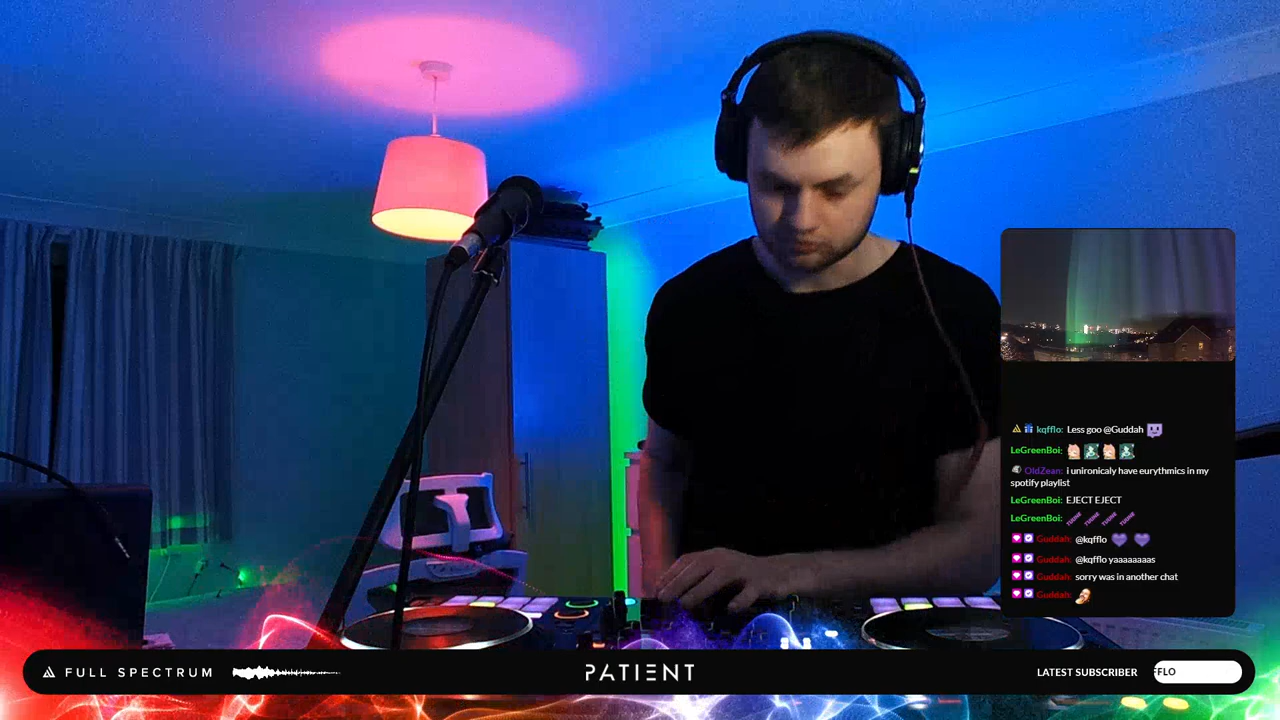 kqfflo: Less goo @Guddah
LeGreenBoi:
OldZean: i unironicaly have eurythmics in my
spotify playlist
LeGreenBoi: EJECT EJECT
LeGreenBoi:
Guddah: @kqfflo
Guddah: @kqfflo yaaaaaaaas
Guddah: sorry was in another chat
Guddah:
FULL SPECTRUM
PATIENT
LATEST SUBSCRIBER
FFLO